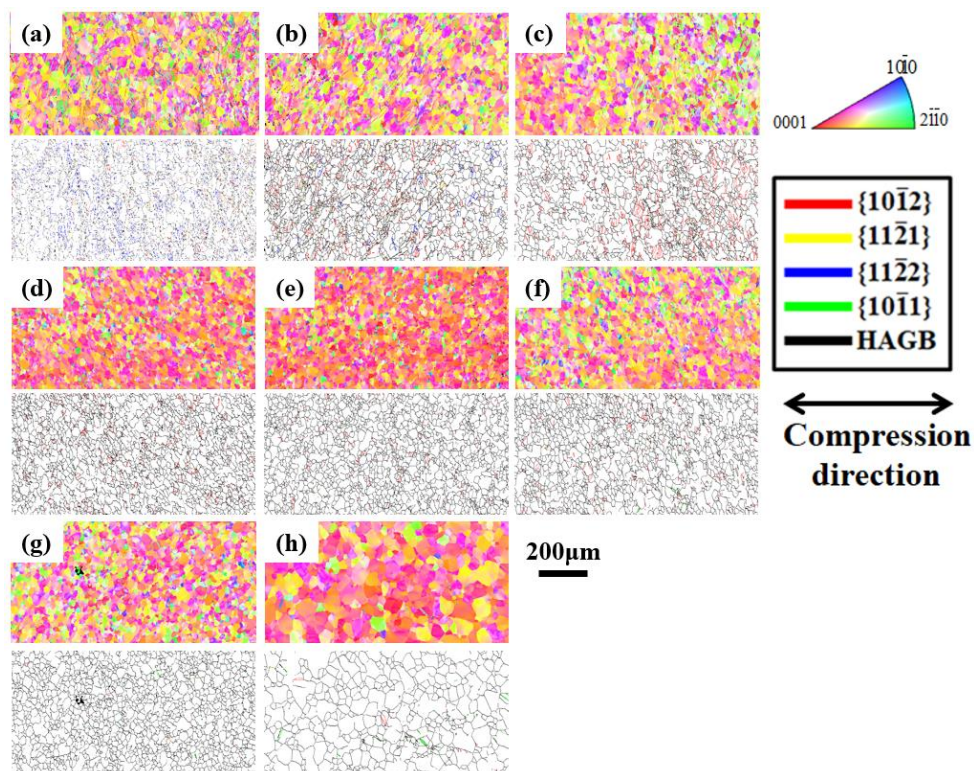 (a)
(b)
(c)
101̄0
0001
21̄1̄0
{101̄2}
{112̄1}
{112̄2}
{101̄1}
HAGB
(d)
(e)
(f)
Compression
direction
(g)
(h)
200μm